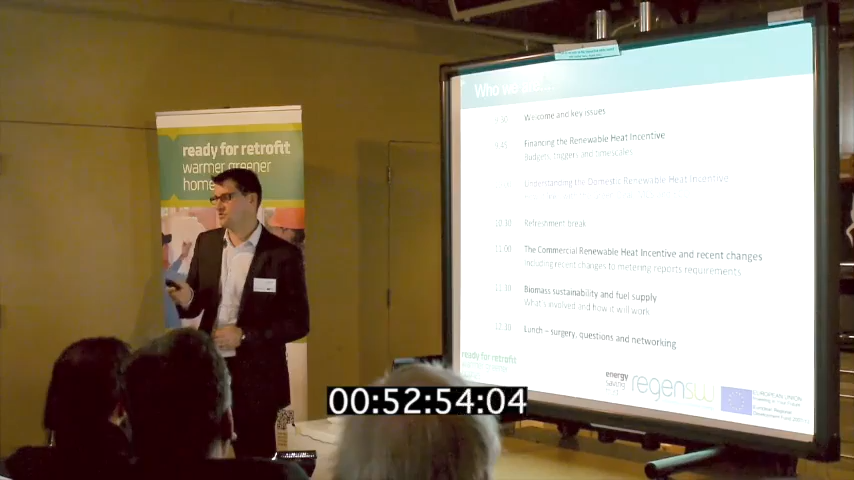 ready for retrofit
warmer greener
Who we
9:30 Welcome and key issues
9:45 Financing the Renewable Heat Incentive
Budgets, triggers and timescales
Understanding the Domestic Renewable Heat Incentive
10:30 Refreshment break
11:00 The Commercial Renewable Heat Incentive and recent changes
Including recent changes to metering reports requirements
11:30 Biomass sustainability and fuel supply
What's involved and how it will work
12:30 Lunch – surgery, questions and networking
ready for retrofit
energy
saving
regensw
EUROPEAN UNION
00:52:54:04